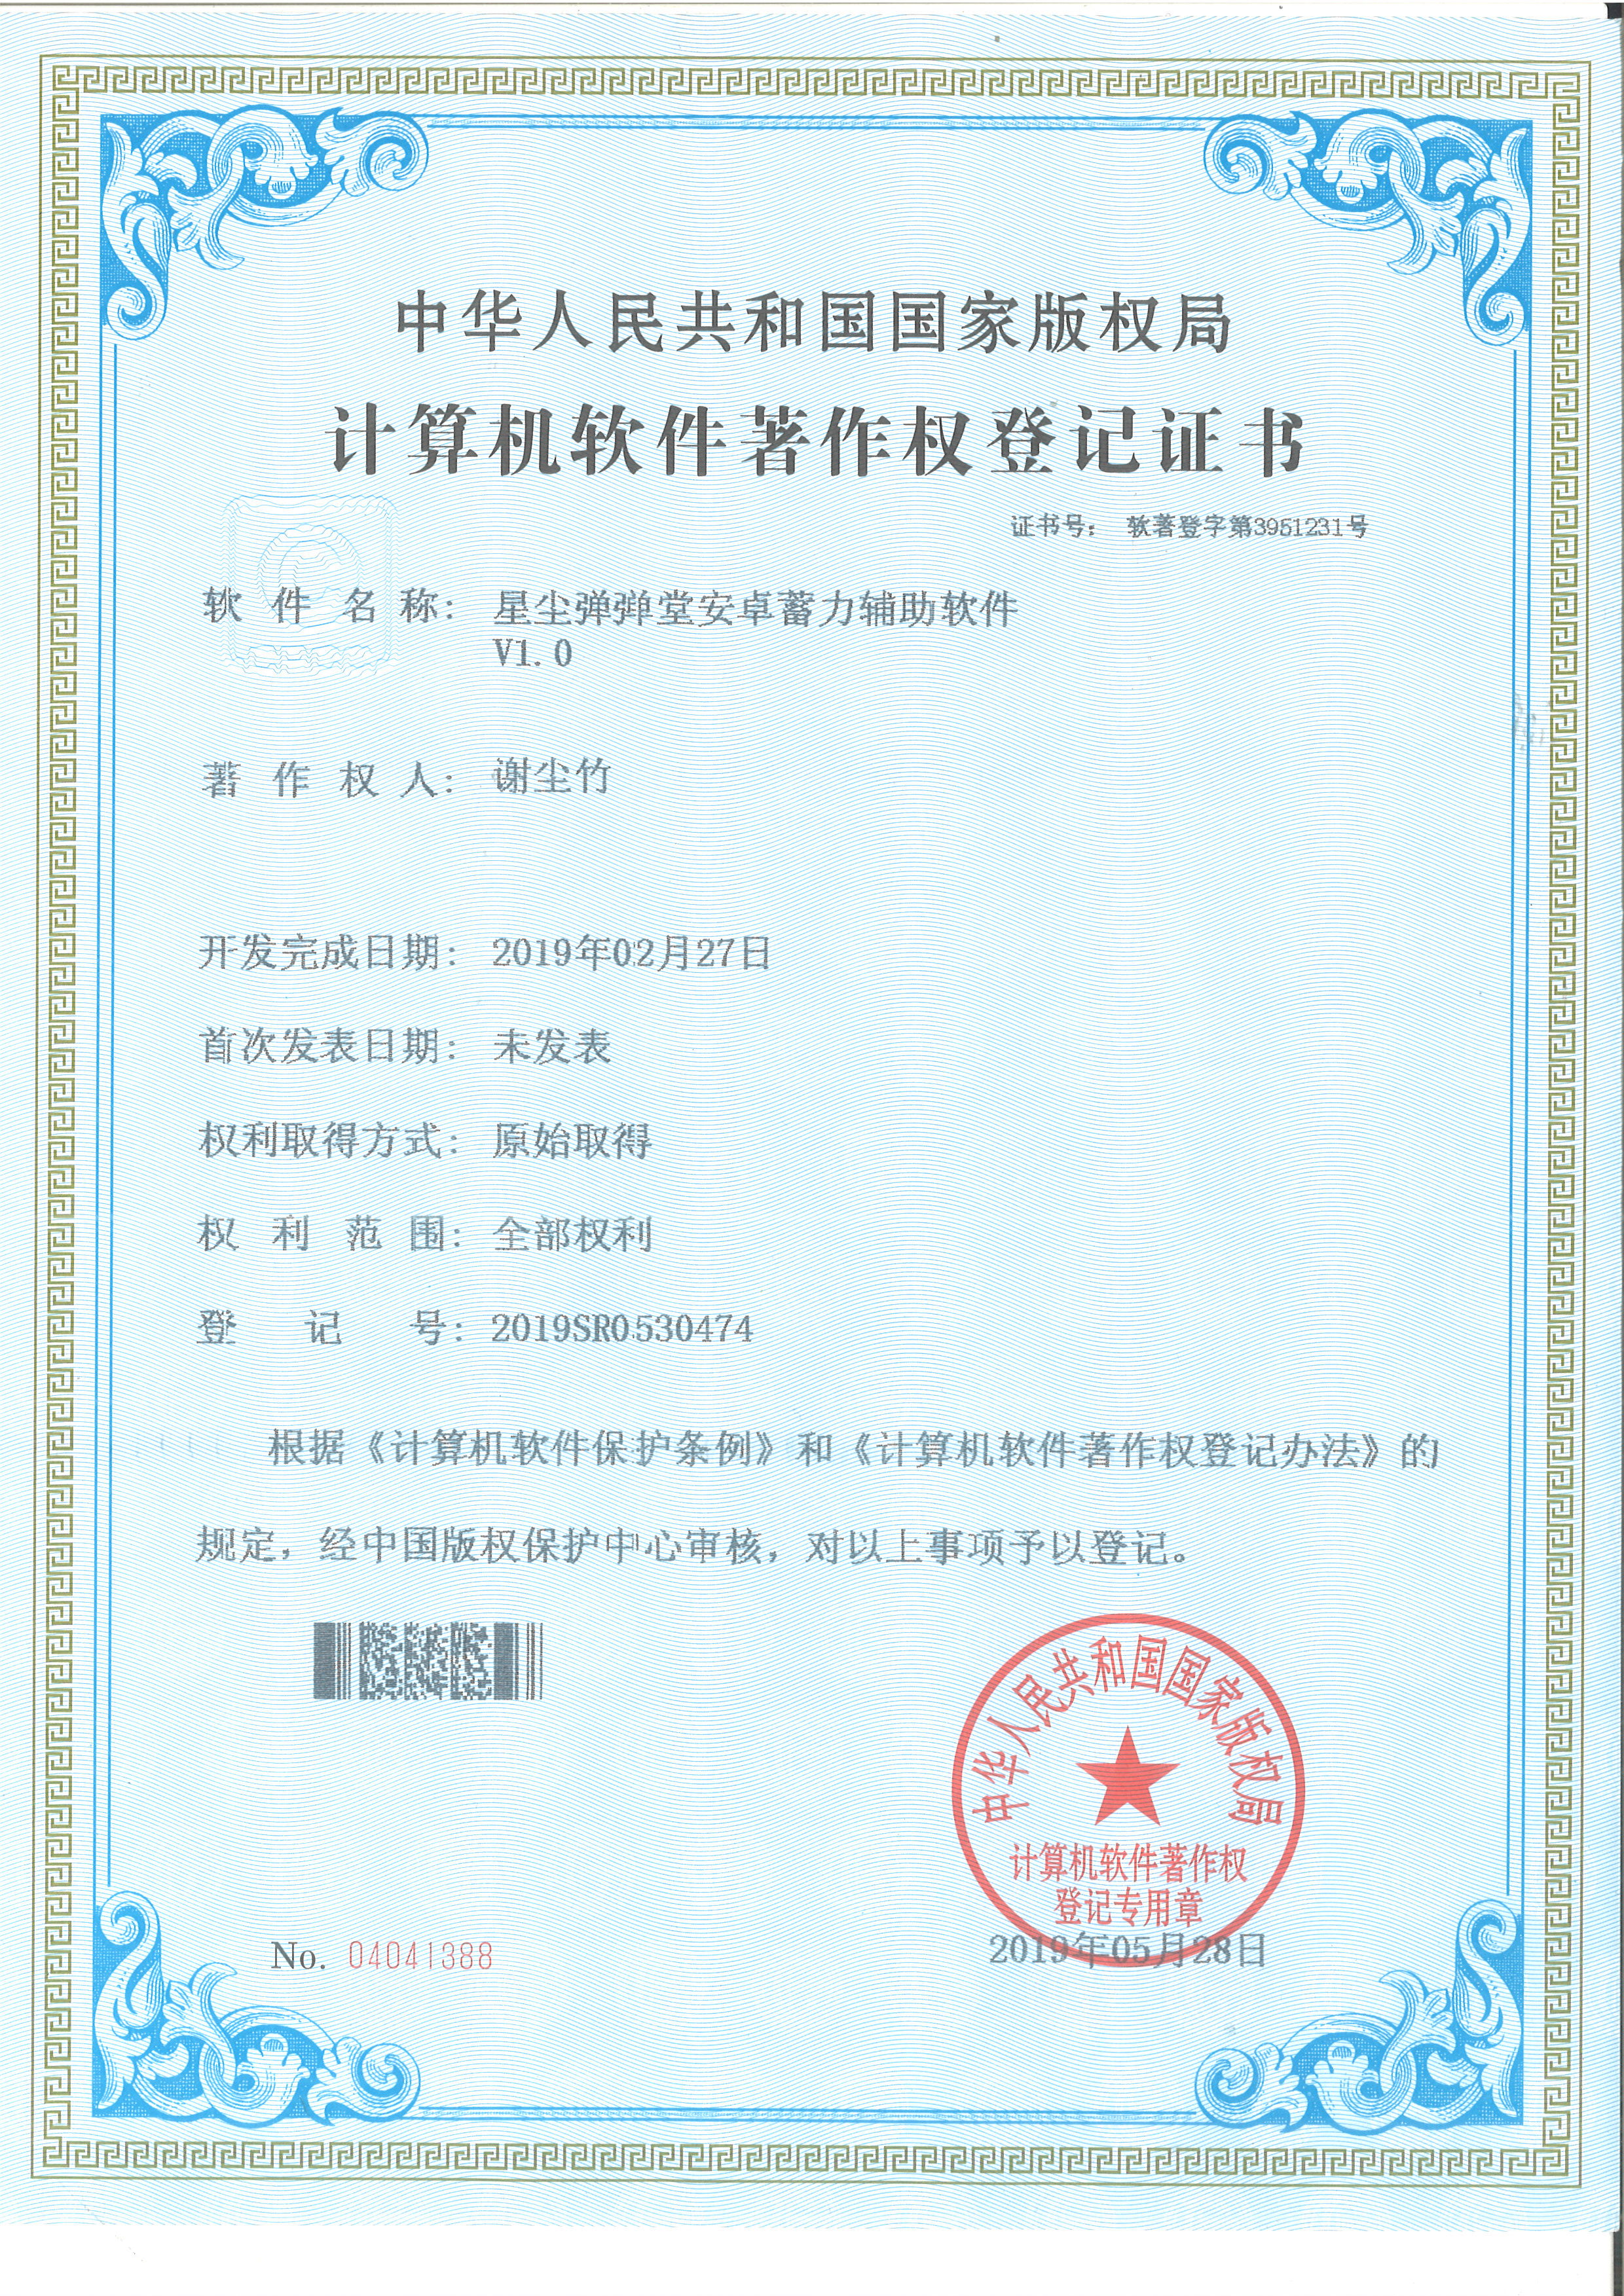 中华人民共和国国家版权局
计算机软件著作权登记证书
证书号： 软著登字第3951231号
软件名称： 星尘弹弹堂安卓蓄力辅助软件
V1.0
著作权人： 谢尘竹
开发完成日期： 2019年02月27日
首次发表日期： 未发表
权利取得方式： 原始取得
权利范围： 全部权利
登记号： 2019SR0530474
根据《计算机软件保护条例》和《计算机软件著作权登记办法》的
规定，经中国版权保护中心审核，对以上事项予以登记。
中华人民共和国国家版权局
计算机软件著作权
登记专用章
No. 04041388
2019年05月28日